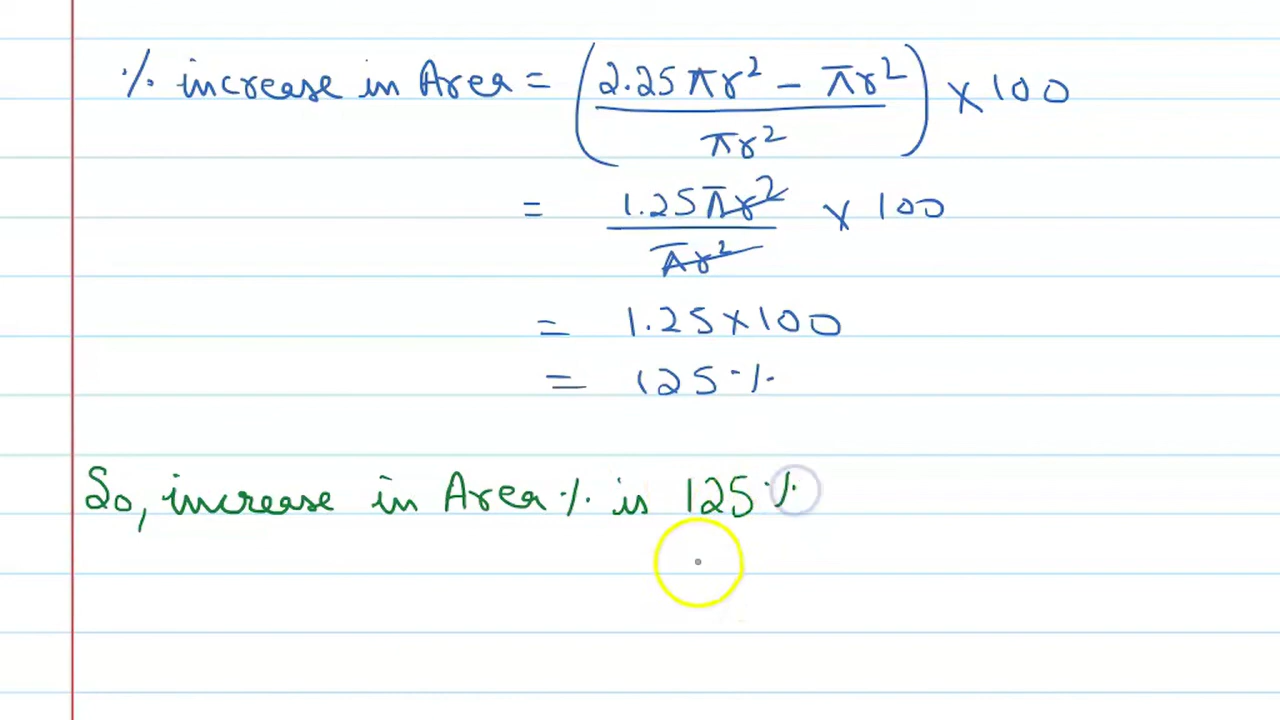 % increase in Area = (2.25πr² − πr² / πr²) × 100
= 1.25πr² / πr² × 100
= 1.25×100
= 125%
So, increase in Area % is 125%